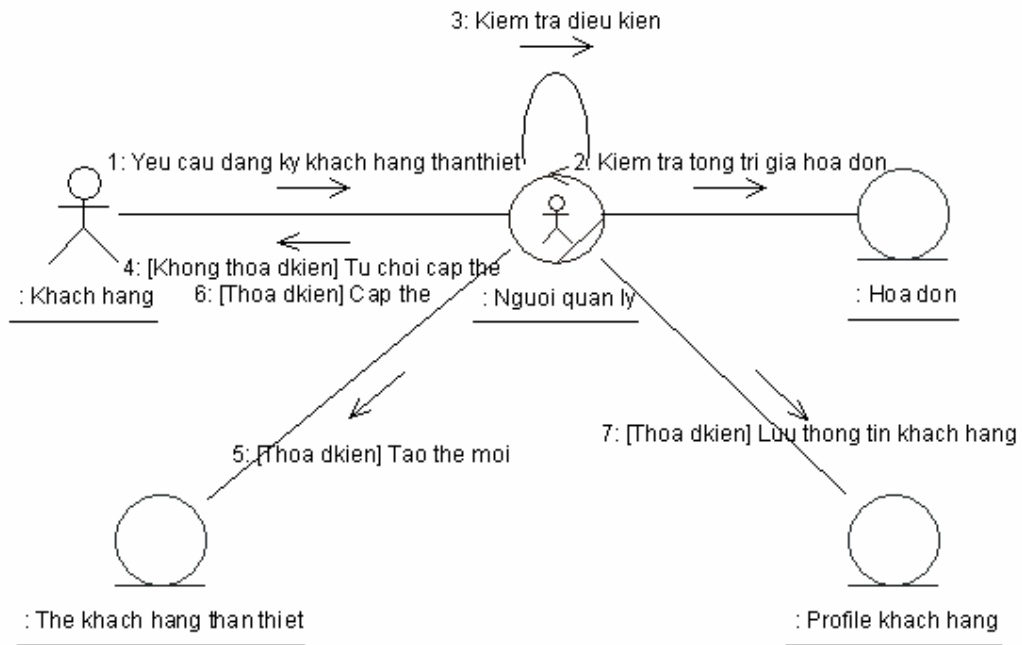 3: Kiem tra dieu kien
1: Yeu cau dang ky khach hang thanthiet
2: Kiem tra tong tri gia hoa don
4: [Khong thoa dkien] Tu choi cap the
6: [Thoa dkien] Cap the
: Khach hang
: Nguoi quan ly
: Hoa don
5: [Thoa dkien] Tao the moi
7: [Thoa dkien] Luu thong tin khach hang
: The khach hang than thiet
: Profile khach hang